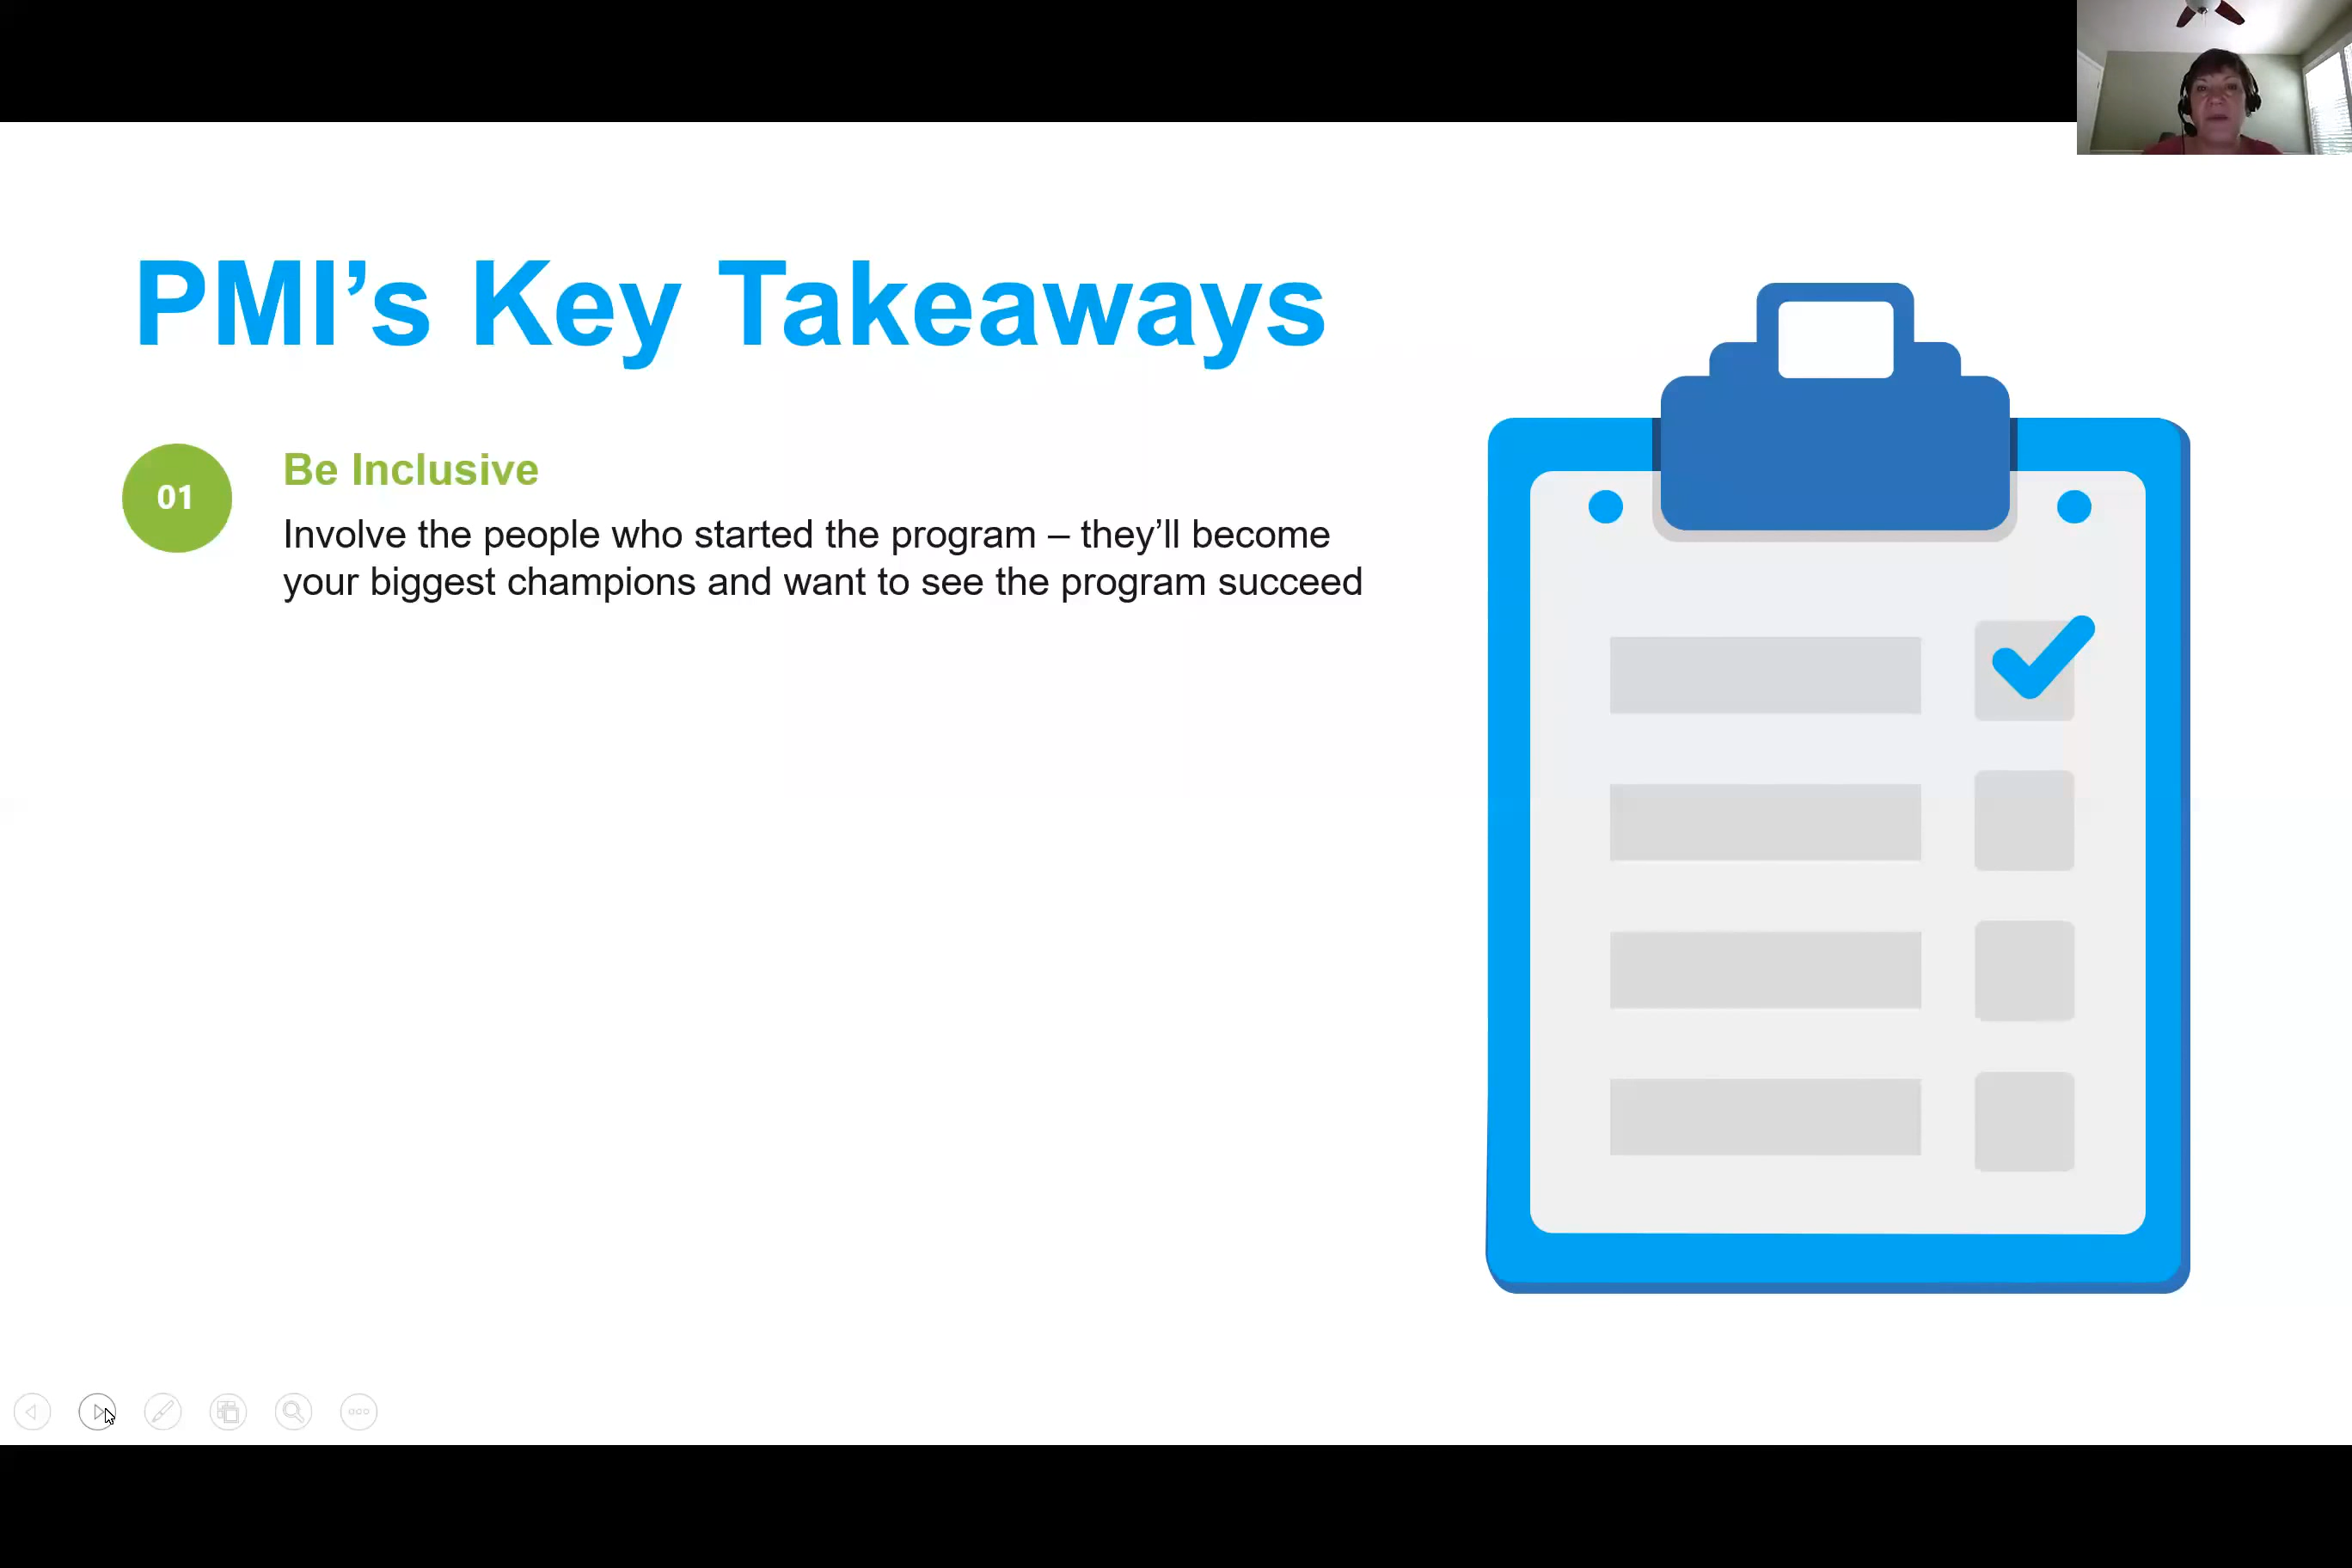 PMI’s Key Takeaways
01
Be Inclusive
Involve the people who started the program – they’ll become
your biggest champions and want to see the program succeed